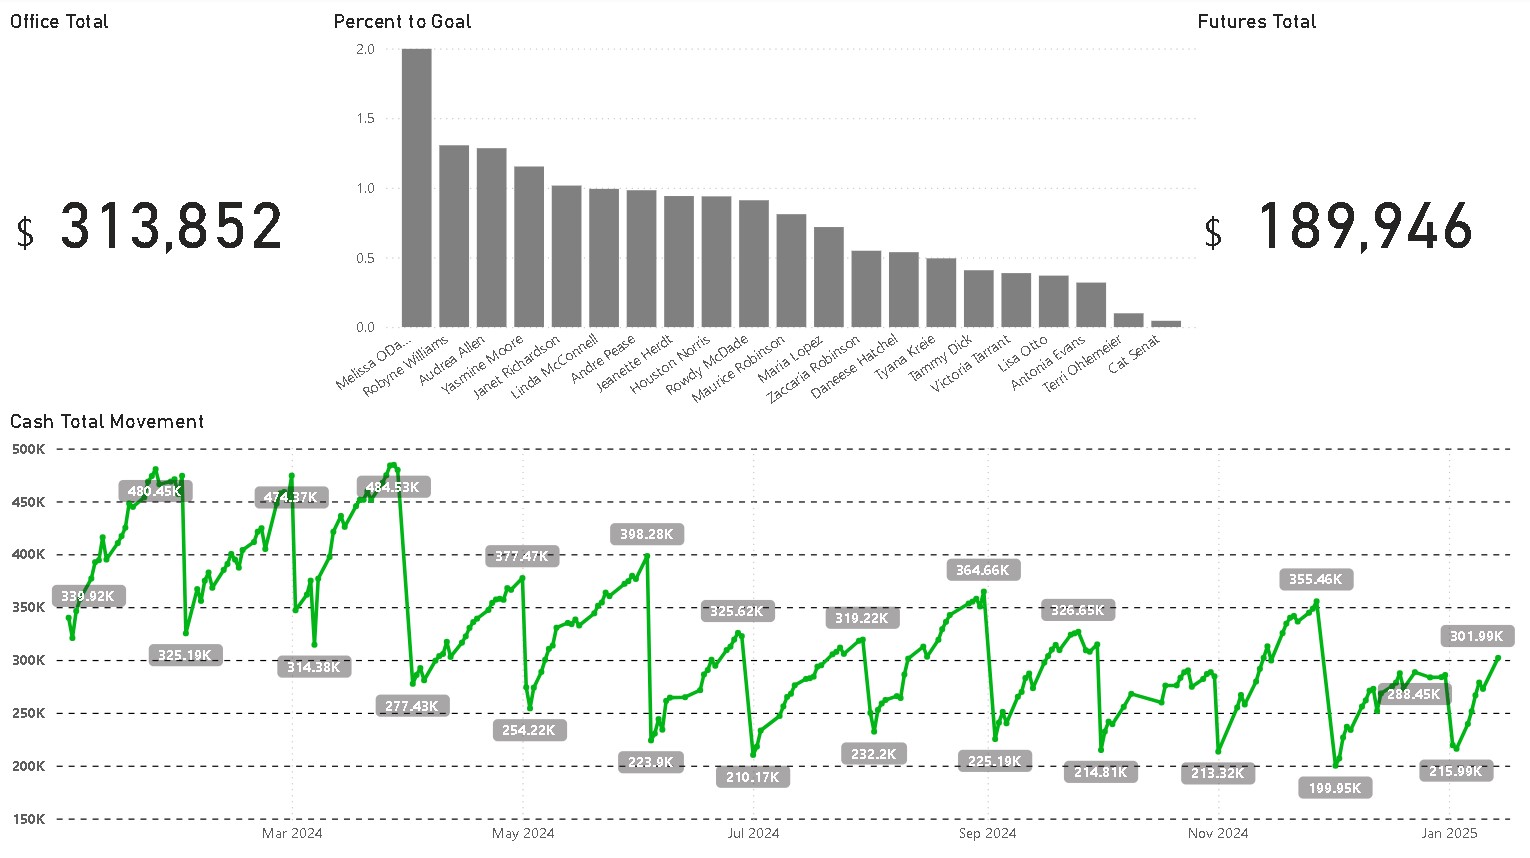 Office Total
Percent to Goal
Futures Total
2.0
1.5
1.0
0.5
0.0
$ 313,852
$ 189,946
Melissa ODa...
Robyne Williams
Audrea Allen
Yasmine Moore
Janet Richardson
Linda McConnell
Andre Pease
Jeanette Herdt
Houston Norris
Rowdy McDade
Maurice Robinson
Maria Lopez
Zaccaria Robinson
Daneese Hatchel
Tyana Kreie
Tammy Dick
Victoria Tarrant
Lisa Otto
Antonia Evans
Terri Ohlemeier
Cat Senat
Cash Total Movement
500K
450K
400K
350K
300K
250K
200K
150K
339.92K
480.45K
325.19K
474.37K
314.38K
484.53K
277.43K
377.47K
254.22K
398.28K
223.9K
325.62K
210.17K
319.22K
232.2K
364.66K
225.19K
326.65K
214.81K
213.32K
355.46K
199.95K
288.45K
215.99K
301.99K
Mar 2024
May 2024
Jul 2024
Sep 2024
Nov 2024
Jan 2025